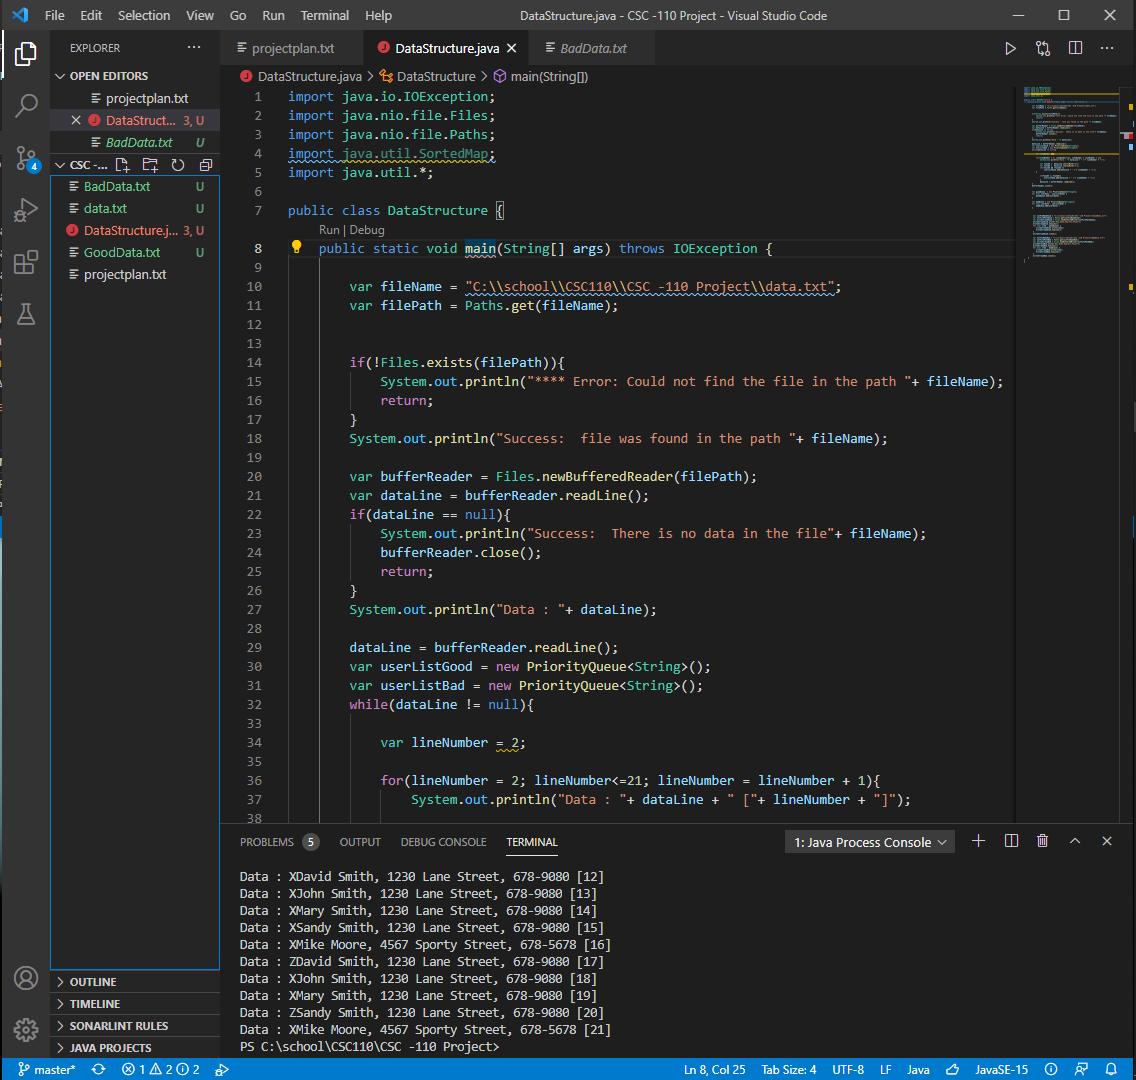 File Edit Selection View Go Run Terminal Help DataStructure.java - CSC -110 Project - Visual Studio Code
EXPLORER ···
OPEN EDITORS
projectplan.txt
DataStruct... 3, U
BadData.txt U
CSC -...
BadData.txt U
data.txt U
DataStructure.j... 3, U
GoodData.txt U
projectplan.txt
4
OUTLINE
TIMELINE
SONARLINT RULES
JAVA PROJECTS
projectplan.txt DataStructure.java BadData.txt
DataStructure.java > DataStructure > main(String[])
1 import java.io.IOException;
2 import java.nio.file.Files;
3 import java.nio.file.Paths;
4 import java.util.SortedMap;
5 import java.util.*;
6
7 public class DataStructure {
Run | Debug
8 public static void main(String[] args) throws IOException {
9
10 var fileName = "C:\\school\\CSC110\\CSC -110 Project\\data.txt";
11 var filePath = Paths.get(fileName);
12
13
14 if(!Files.exists(filePath)){
15 System.out.println("**** Error: Could not find the file in the path "+ fileName);
16 return;
17 }
18 System.out.println("Success:  file was found in the path "+ fileName);
19
20 var bufferReader = Files.newBufferedReader(filePath);
21 var dataLine = bufferReader.readLine();
22 if(dataLine == null){
23 System.out.println("Success:  There is no data in the file"+ fileName);
24 bufferReader.close();
25 return;
26 }
27 System.out.println("Data : "+ dataLine);
28
29 dataLine = bufferReader.readLine();
30 var userListGood = new PriorityQueue<String>();
31 var userListBad = new PriorityQueue<String>();
32 while(dataLine != null){
33
34 var lineNumber = 2;
35
36 for(lineNumber = 2; lineNumber<=21; lineNumber = lineNumber + 1){
37 System.out.println("Data : "+ dataLine + " ["+ lineNumber + "]");
38
PROBLEMS 5 OUTPUT DEBUG CONSOLE TERMINAL 1: Java Process Console
Data : XDavid Smith, 1230 Lane Street, 678-9080 [12]
Data : XJohn Smith, 1230 Lane Street, 678-9080 [13]
Data : XMary Smith, 1230 Lane Street, 678-9080 [14]
Data : XSandy Smith, 1230 Lane Street, 678-9080 [15]
Data : XMike Moore, 4567 Sporty Street, 678-5678 [16]
Data : ZDavid Smith, 1230 Lane Street, 678-9080 [17]
Data : XJohn Smith, 1230 Lane Street, 678-9080 [18]
Data : XMary Smith, 1230 Lane Street, 678-9080 [19]
Data : ZSandy Smith, 1230 Lane Street, 678-9080 [20]
Data : XMike Moore, 4567 Sporty Street, 678-5678 [21]
PS C:\school\CSC110\CSC -110 Project>
master* 1 2 2 Ln 8, Col 25 Tab Size: 4 UTF-8 LF Java JavaSE-15